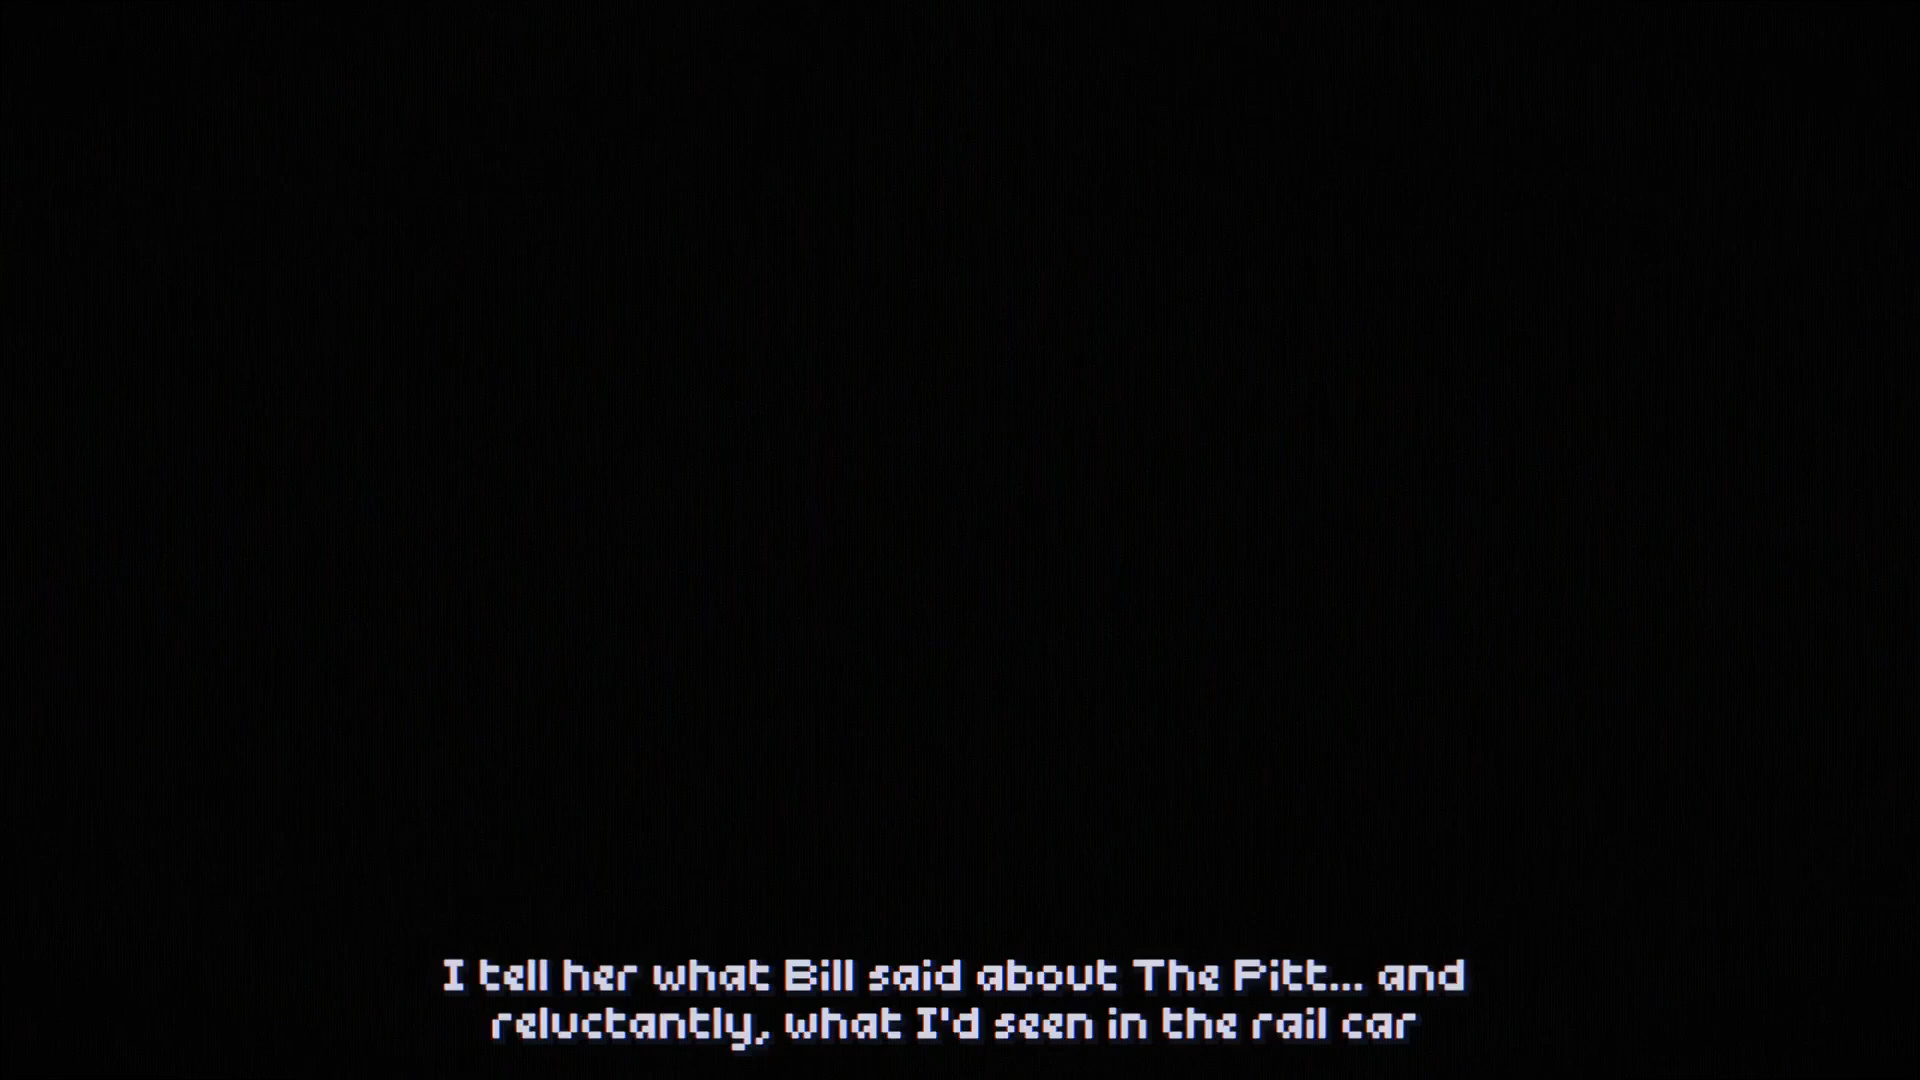 I tell her what Bill said about The Pitt... and
reluctantly, what I'd seen in the rail car